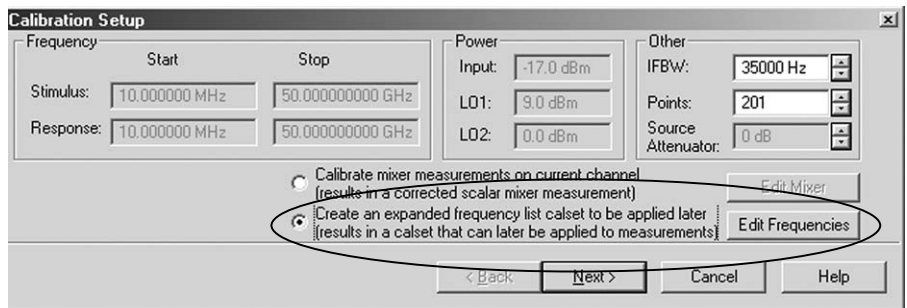 Calibration Setup
Frequency
Start Stop
Stimulus: 10.000000 MHz 50.000000000 GHz
Response: 10.000000 MHz 50.000000000 GHz
Power
Input: -17.0 dBm
LO1: 9.0 dBm
LO2: 0.0 dBm
Other
IFBW: 35000 Hz
Points: 201
Source
Attenuator: 0 dB
Calibrate mixer measurements on current channel
(results in a corrected scalar mixer measurement)
Edit Mixer
Create an expanded frequency list calset to be applied later
(results in a calset that can later be applied to measurements)
Edit Frequencies
< Back Next > Cancel Help